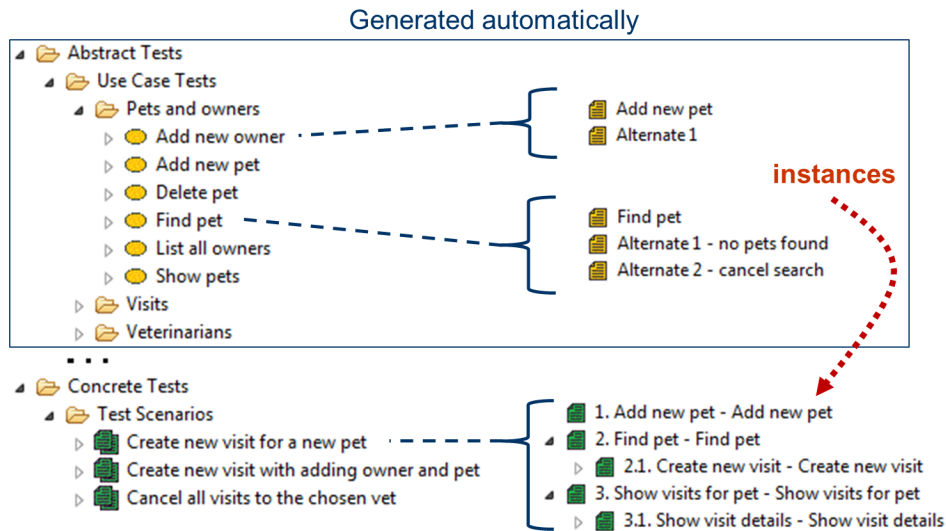 Generated automatically
Abstract Tests
Use Case Tests
Pets and owners
Add new owner
Add new pet
Delete pet
Find pet
List all owners
Show pets
Visits
Veterinarians
Add new pet
Alternate 1
instances
Find pet
Alternate 1 - no pets found
Alternate 2 - cancel search
...
Concrete Tests
Test Scenarios
Create new visit for a new pet
Create new visit with adding owner and pet
Cancel all visits to the chosen vet
1. Add new pet - Add new pet
2. Find pet - Find pet
2.1. Create new visit - Create new visit
3. Show visits for pet - Show visits for pet
3.1. Show visit details - Show visit details